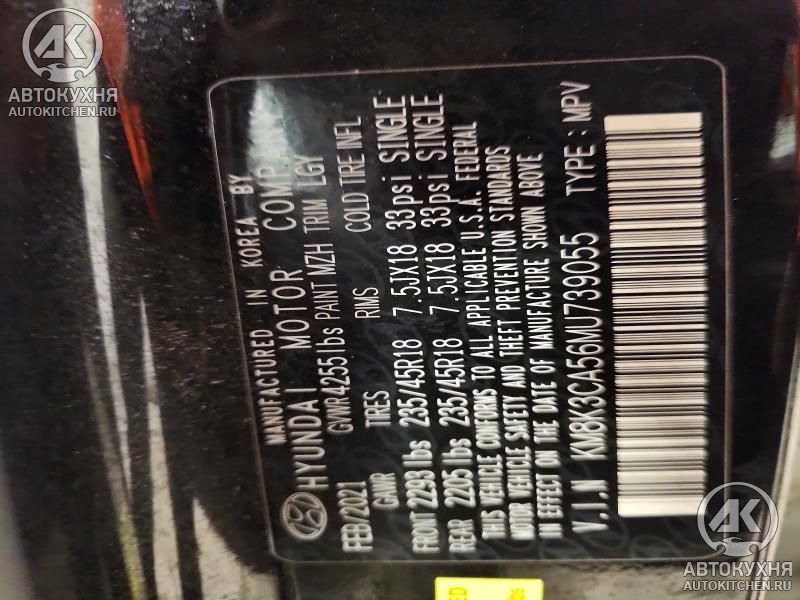 АВТОКУХНЯ
AUTOKITCHEN.RU
MANUFACTURED IN KOREA BY
HYUNDAI MOTOR COMPANY
FEB/2021 GVWR 4255lbs PAINT MZH TRIM LGY
GAWR TIRES RIMS COLD TIRE INFL
FRONT 2293 lbs 235/45R18 7.5JX18 33psi SINGLE
REAR 2205 lbs 235/45R18 7.5JX18 33psi SINGLE
THIS VEHICLE CONFORMS TO ALL APPLICABLE U.S.A. FEDERAL
MOTOR VEHICLE SAFETY AND THEFT PREVENTION STANDARDS
IN EFFECT ON THE DATE OF MANUFACTURE SHOWN ABOVE
V.I.N KM8K3CA56MU739055 TYPE : MPV
АВТОКУХНЯ
AUTOKITCHEN.RU